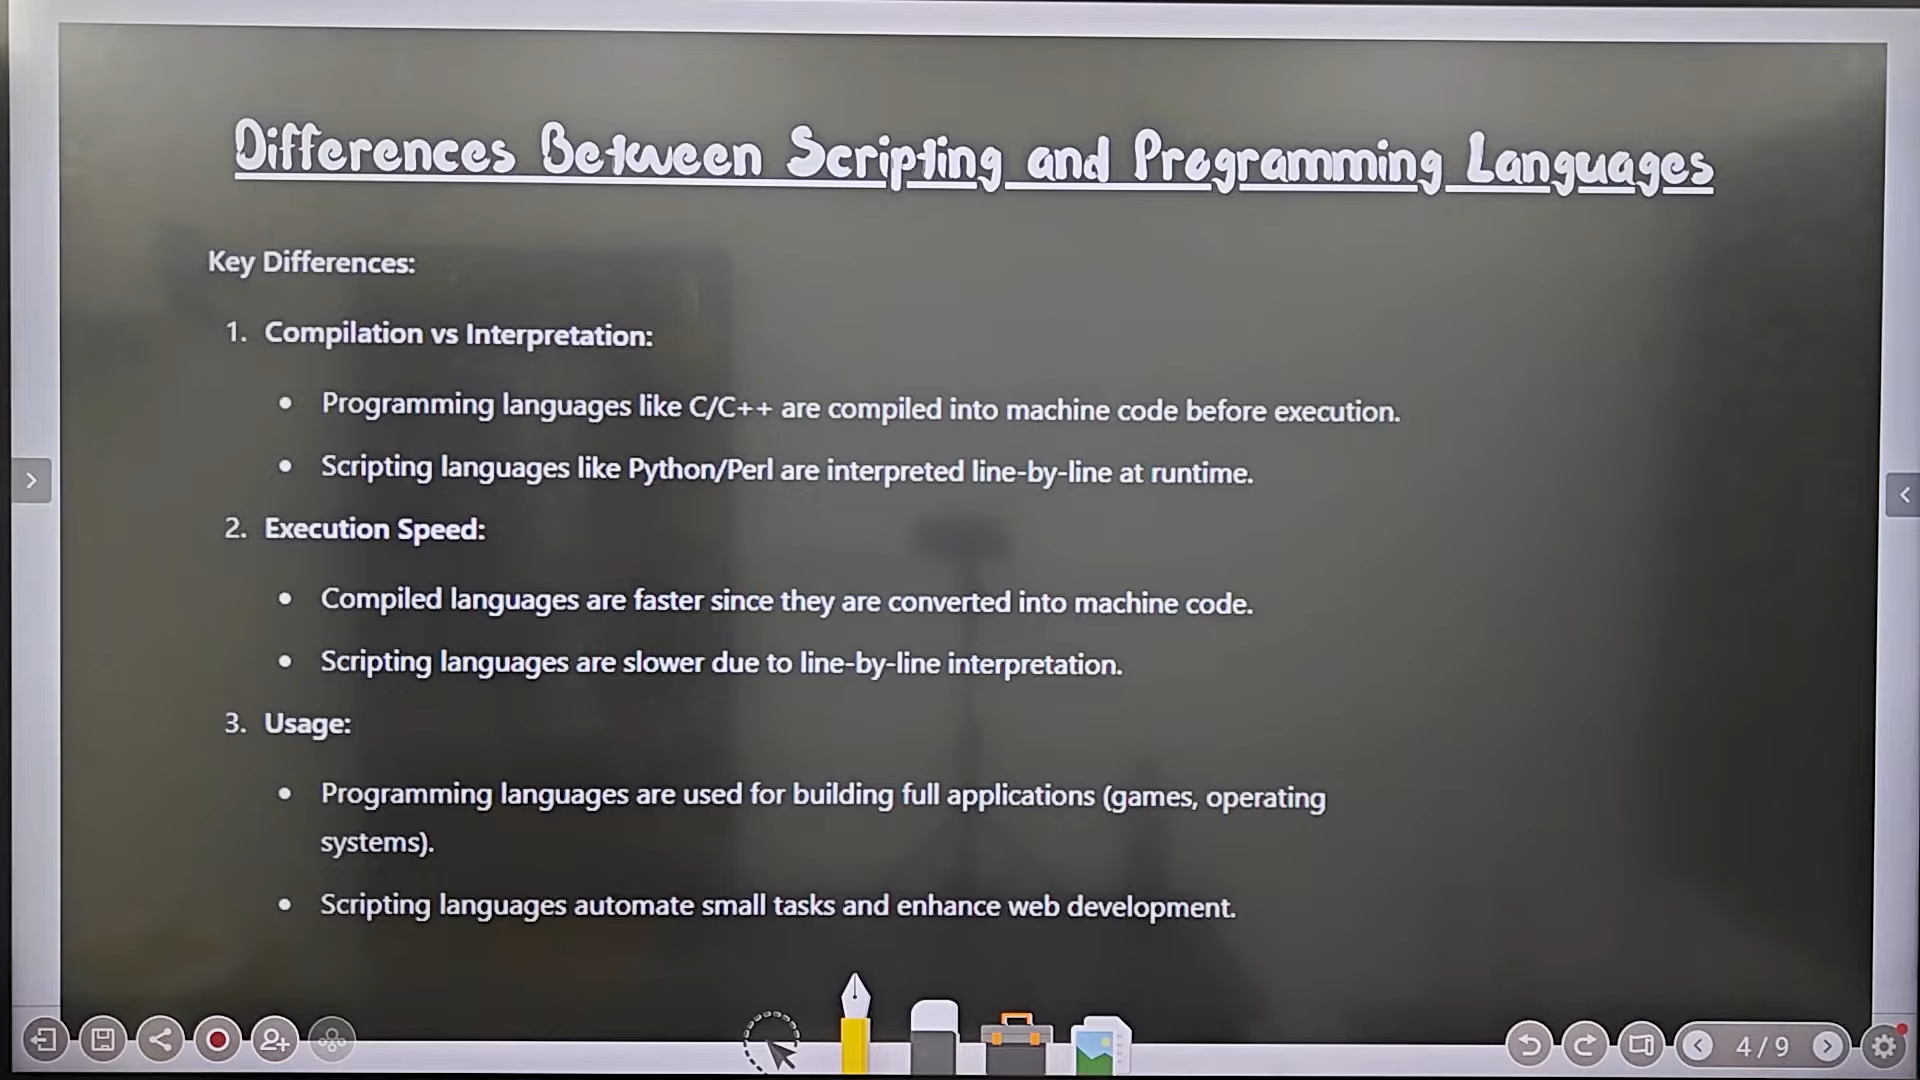 Differences Between Scripting and Programming Languages
Key Differences:
1. Compilation vs Interpretation:
• Programming languages like C/C++ are compiled into machine code before execution.
• Scripting languages like Python/Perl are interpreted line-by-line at runtime.
2. Execution Speed:
• Compiled languages are faster since they are converted into machine code.
• Scripting languages are slower due to line-by-line interpretation.
3. Usage:
• Programming languages are used for building full applications (games, operating
systems).
• Scripting languages automate small tasks and enhance web development.
4 / 9